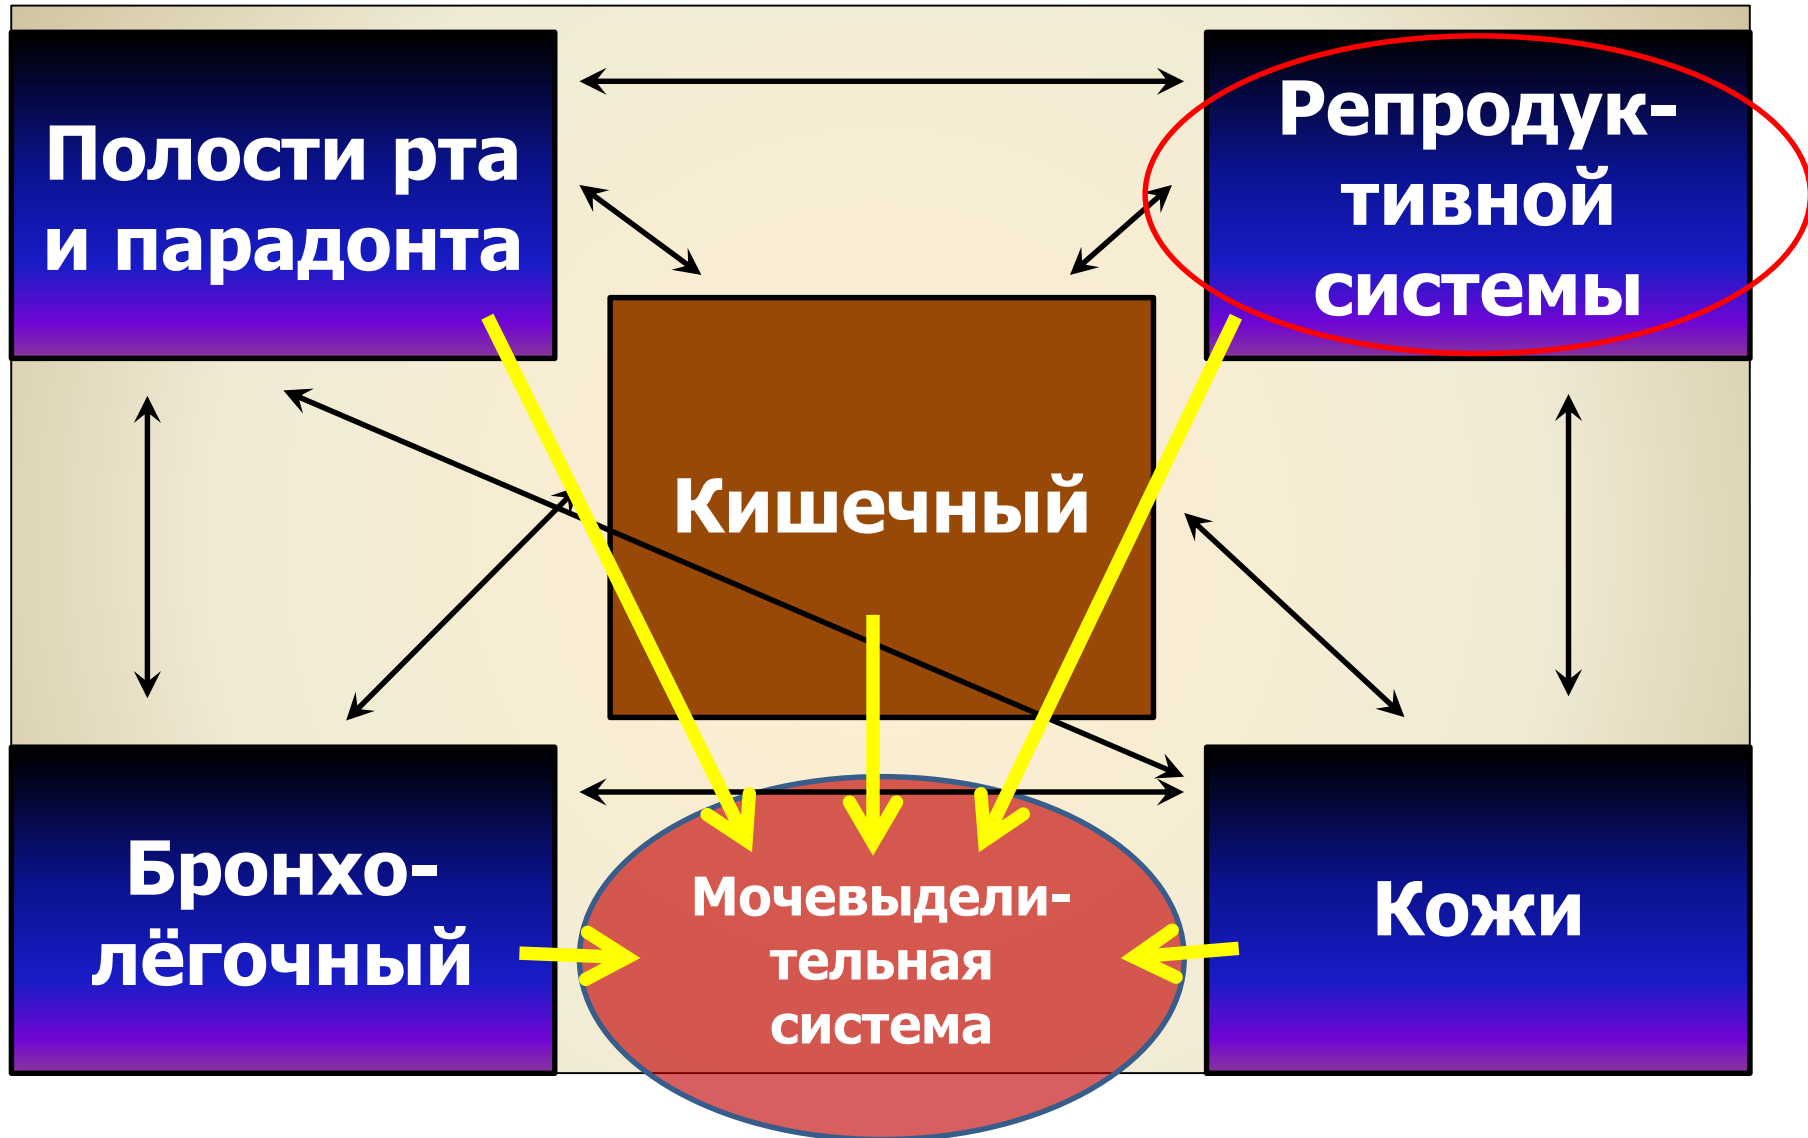 Полости рта
и парадонта
Репродук-
тивной
системы
Кишечный
Бронхо-
лёгочный
Мочевыдели-
тельная
система
Кожи